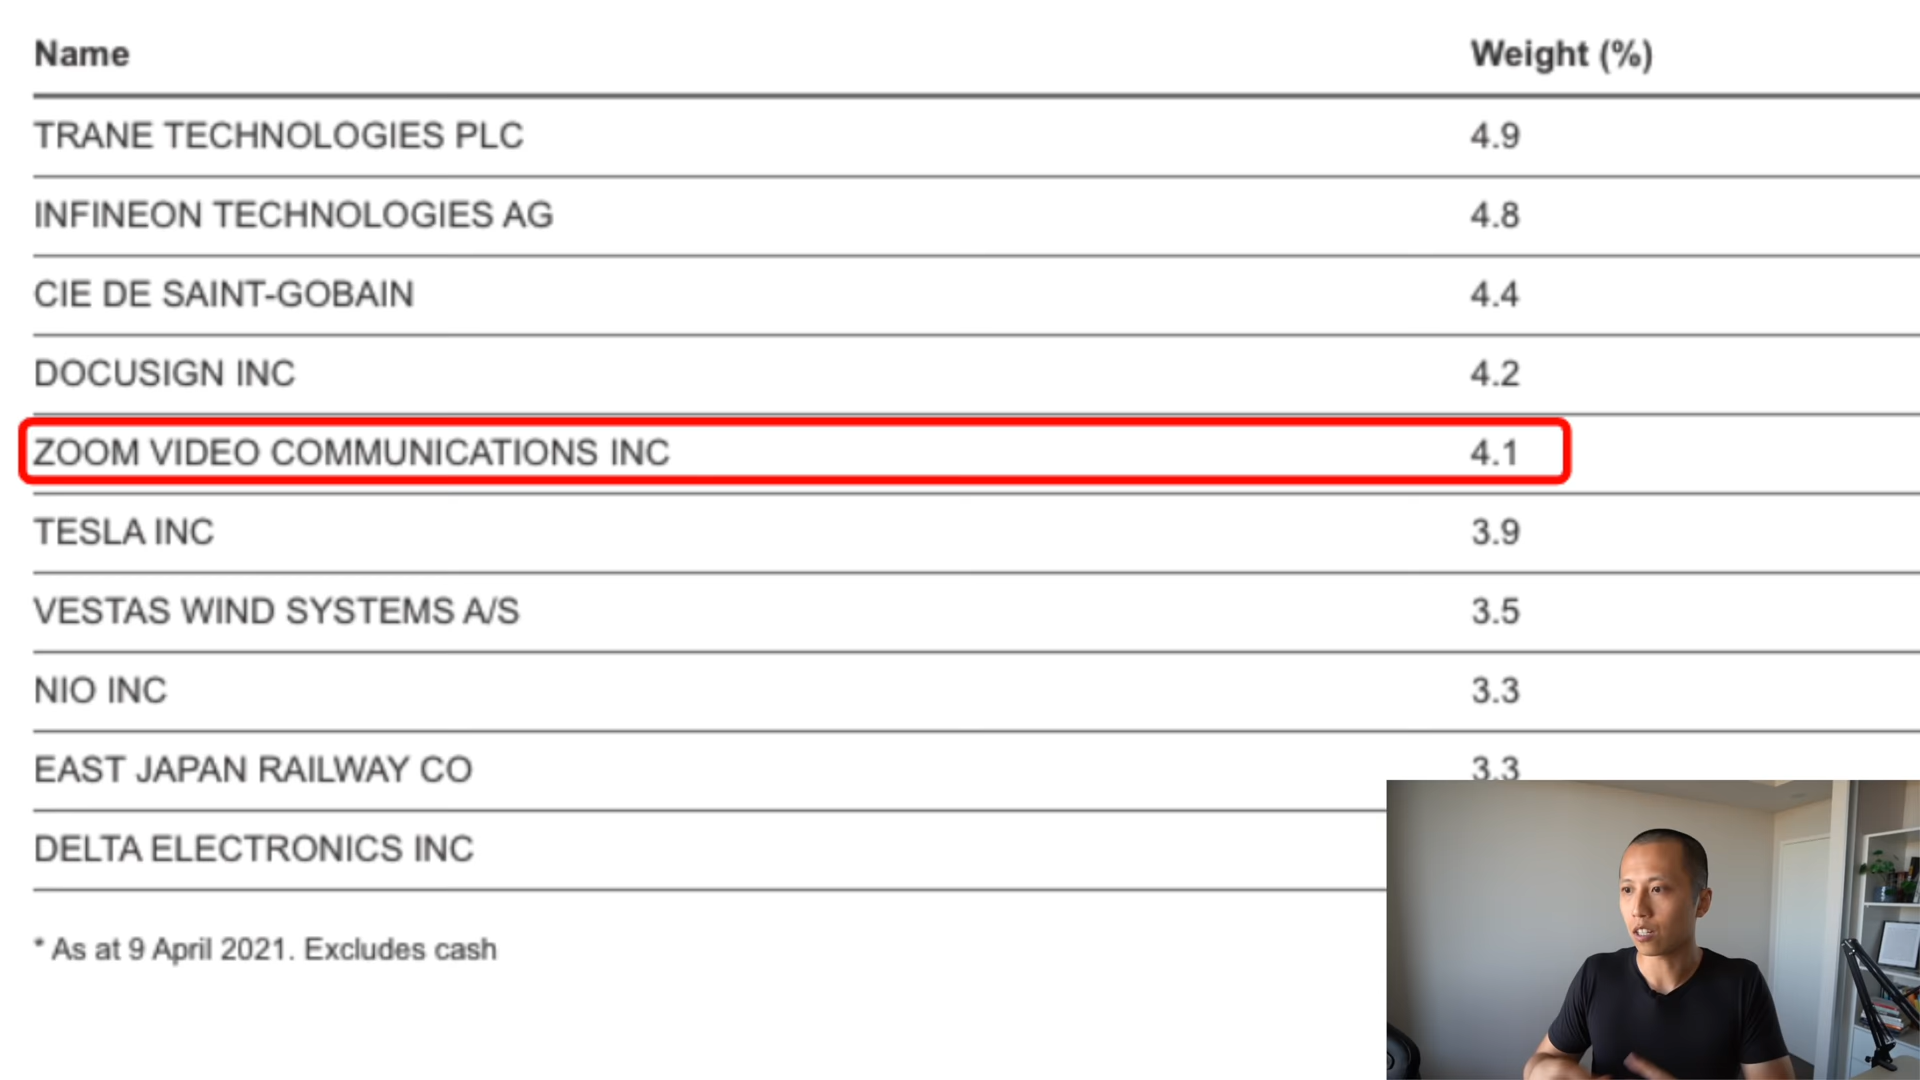 Name Weight (%)
TRANE TECHNOLOGIES PLC 4.9
INFINEON TECHNOLOGIES AG 4.8
CIE DE SAINT-GOBAIN 4.4
DOCUSIGN INC 4.2
ZOOM VIDEO COMMUNICATIONS INC 4.1
TESLA INC 3.9
VESTAS WIND SYSTEMS A/S 3.5
NIO INC 3.3
EAST JAPAN RAILWAY CO 3.3
DELTA ELECTRONICS INC
* As at 9 April 2021. Excludes cash